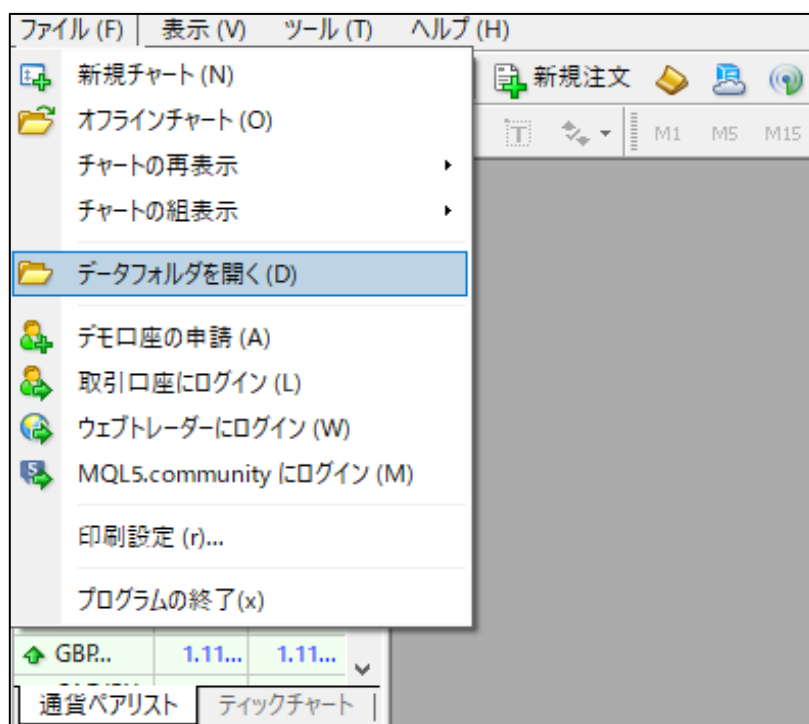 ファイル (F) 表示 (V) ツール (T) ヘルプ (H)
新規チャート (N)
新規注文
オフラインチャート (O)
T M1 M5 M15
チャートの再表示
チャートの組表示
データフォルダを開く (D)
デモ口座の申請 (A)
取引口座にログイン (L)
ウェブトレーダーにログイン (W)
MQL5.community にログイン (M)
印刷設定 (r)...
プログラムの終了(x)
GBP... 1.11... 1.11...
通貨ペアリスト ティックチャート